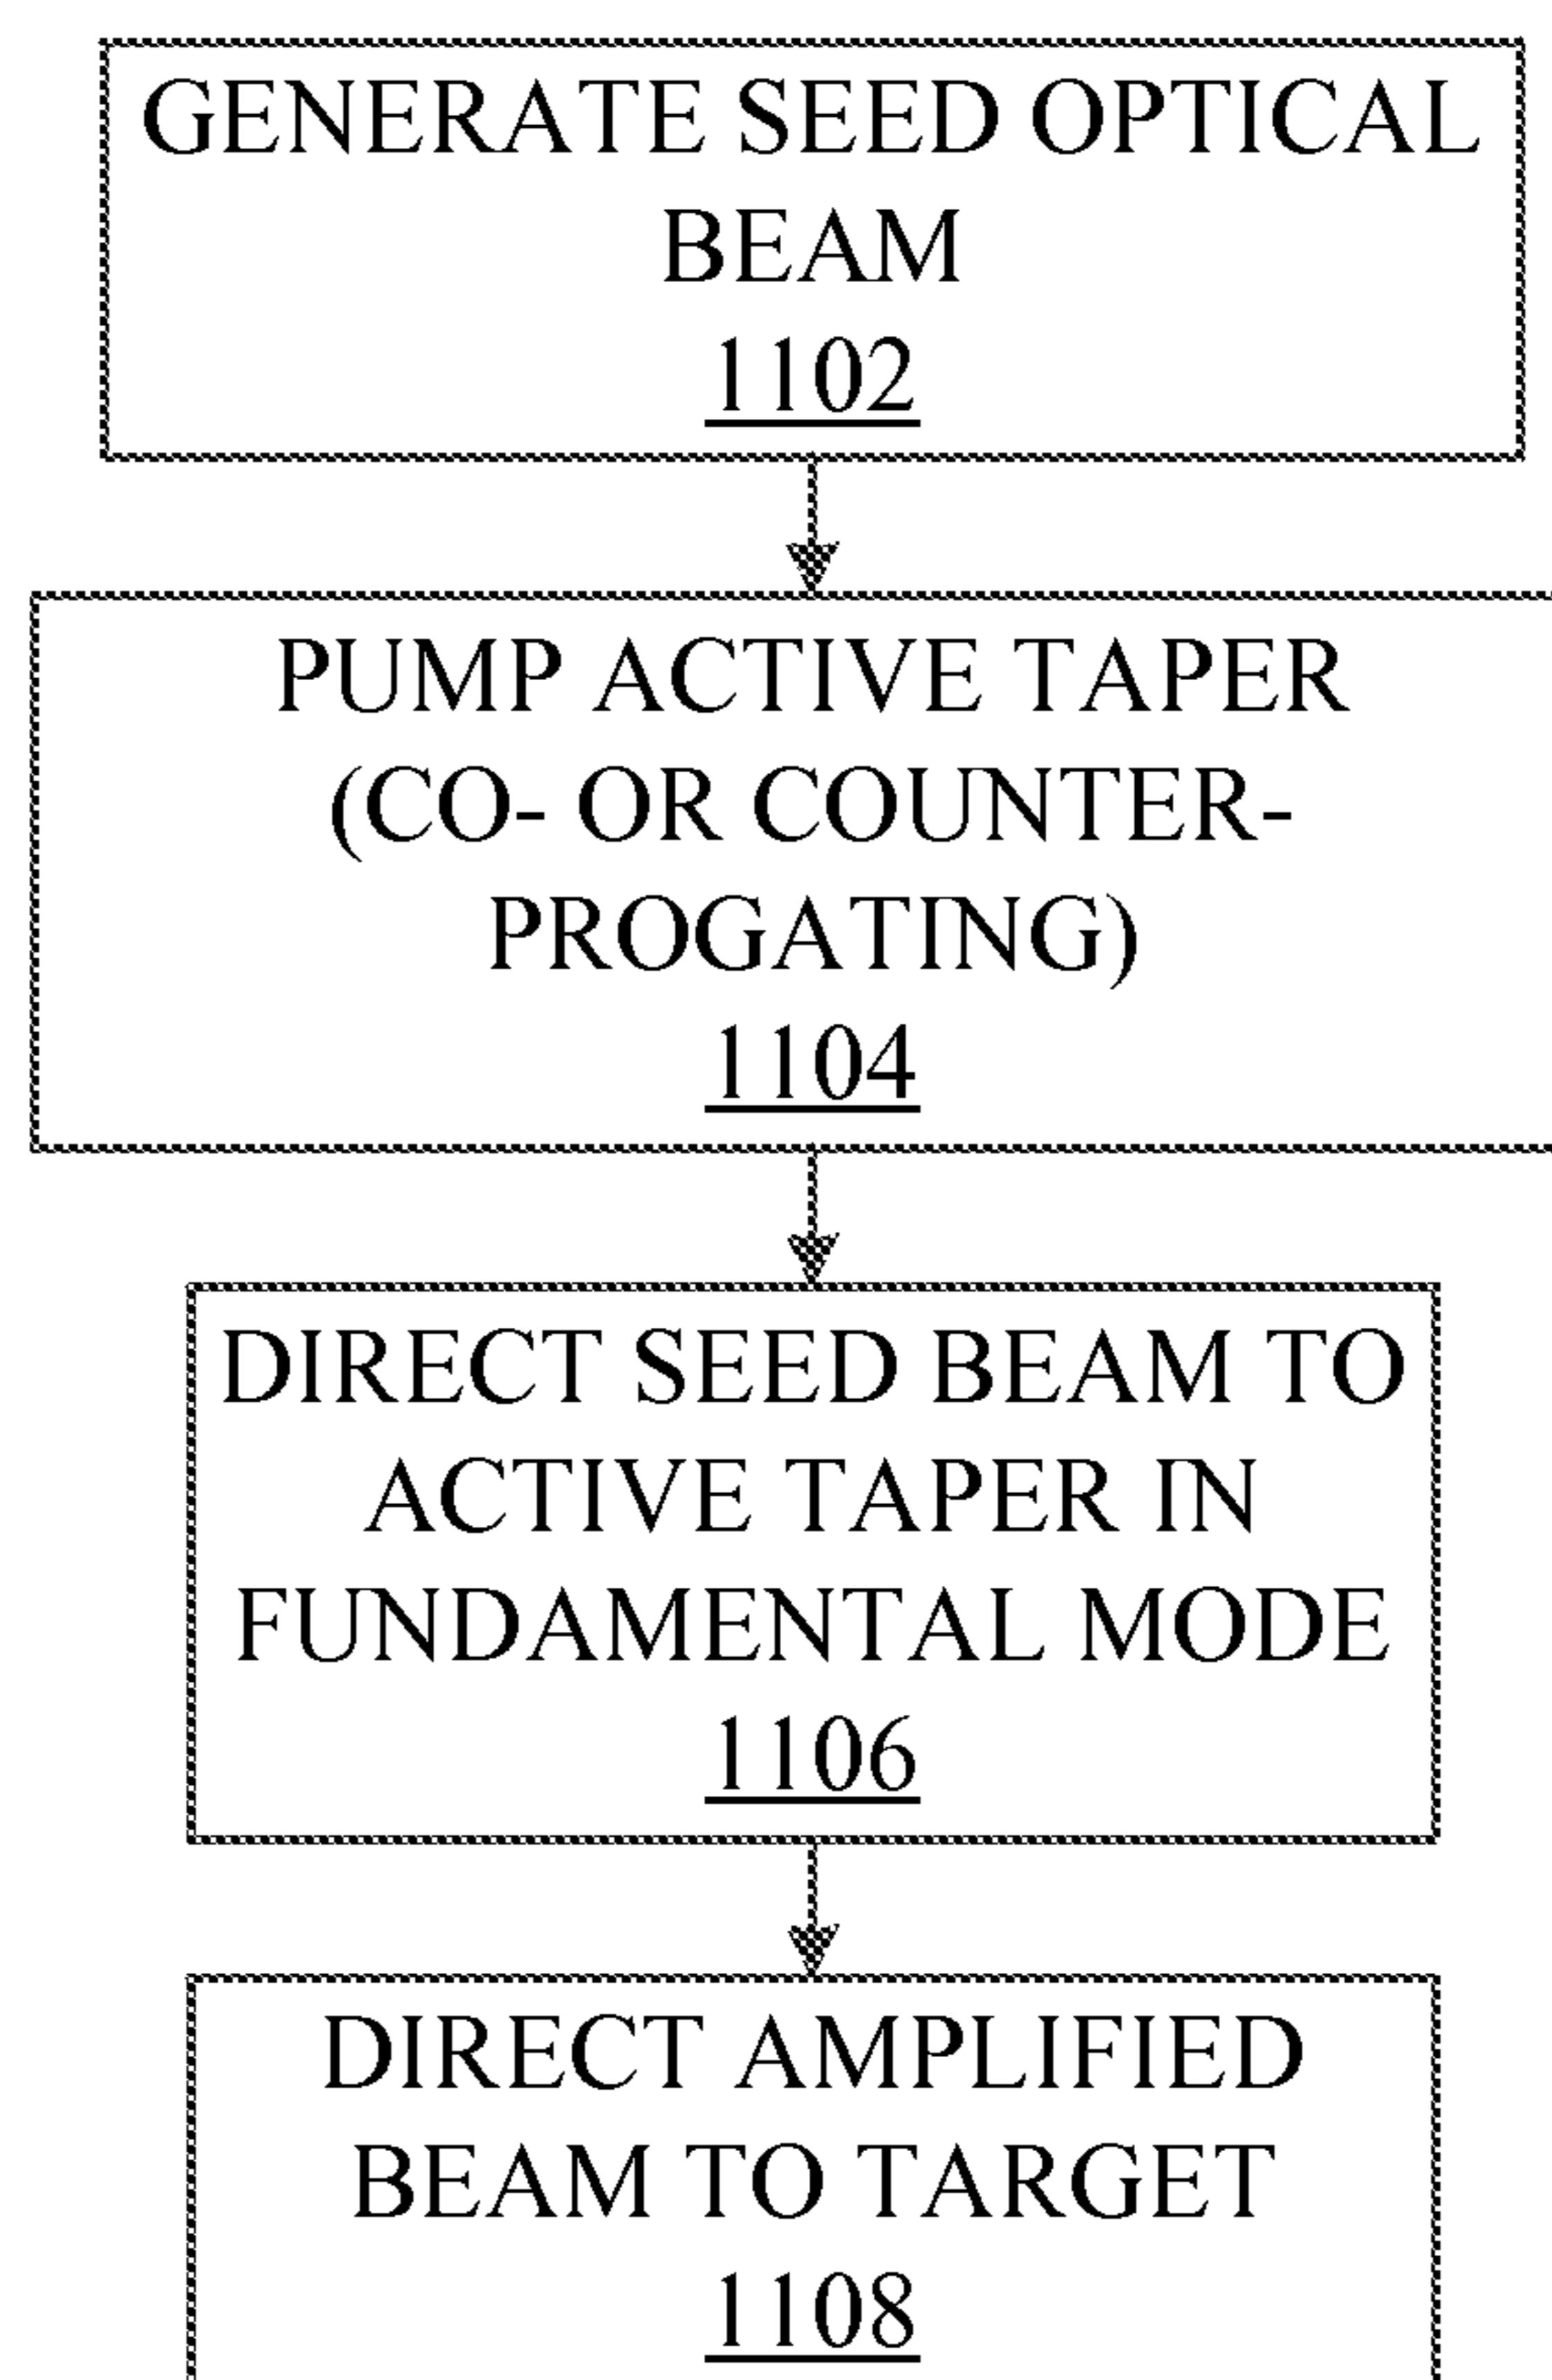 GENERATE SEED OPTICAL
BEAM
1102
PUMP ACTIVE TAPER
(CO- OR COUNTER-
PROGATING)
1104
DIRECT SEED BEAM TO
ACTIVE TAPER IN
FUNDAMENTAL MODE
1106
DIRECT AMPLIFIED
BEAM TO TARGET
1108